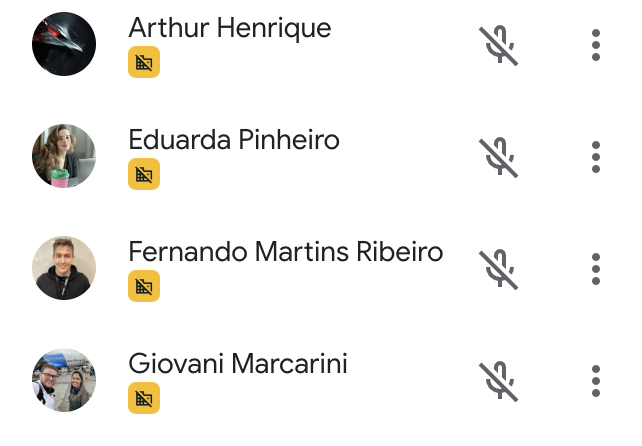 Arthur Henrique
Eduarda Pinheiro
Fernando Martins Ribeiro
Giovani Marcarini